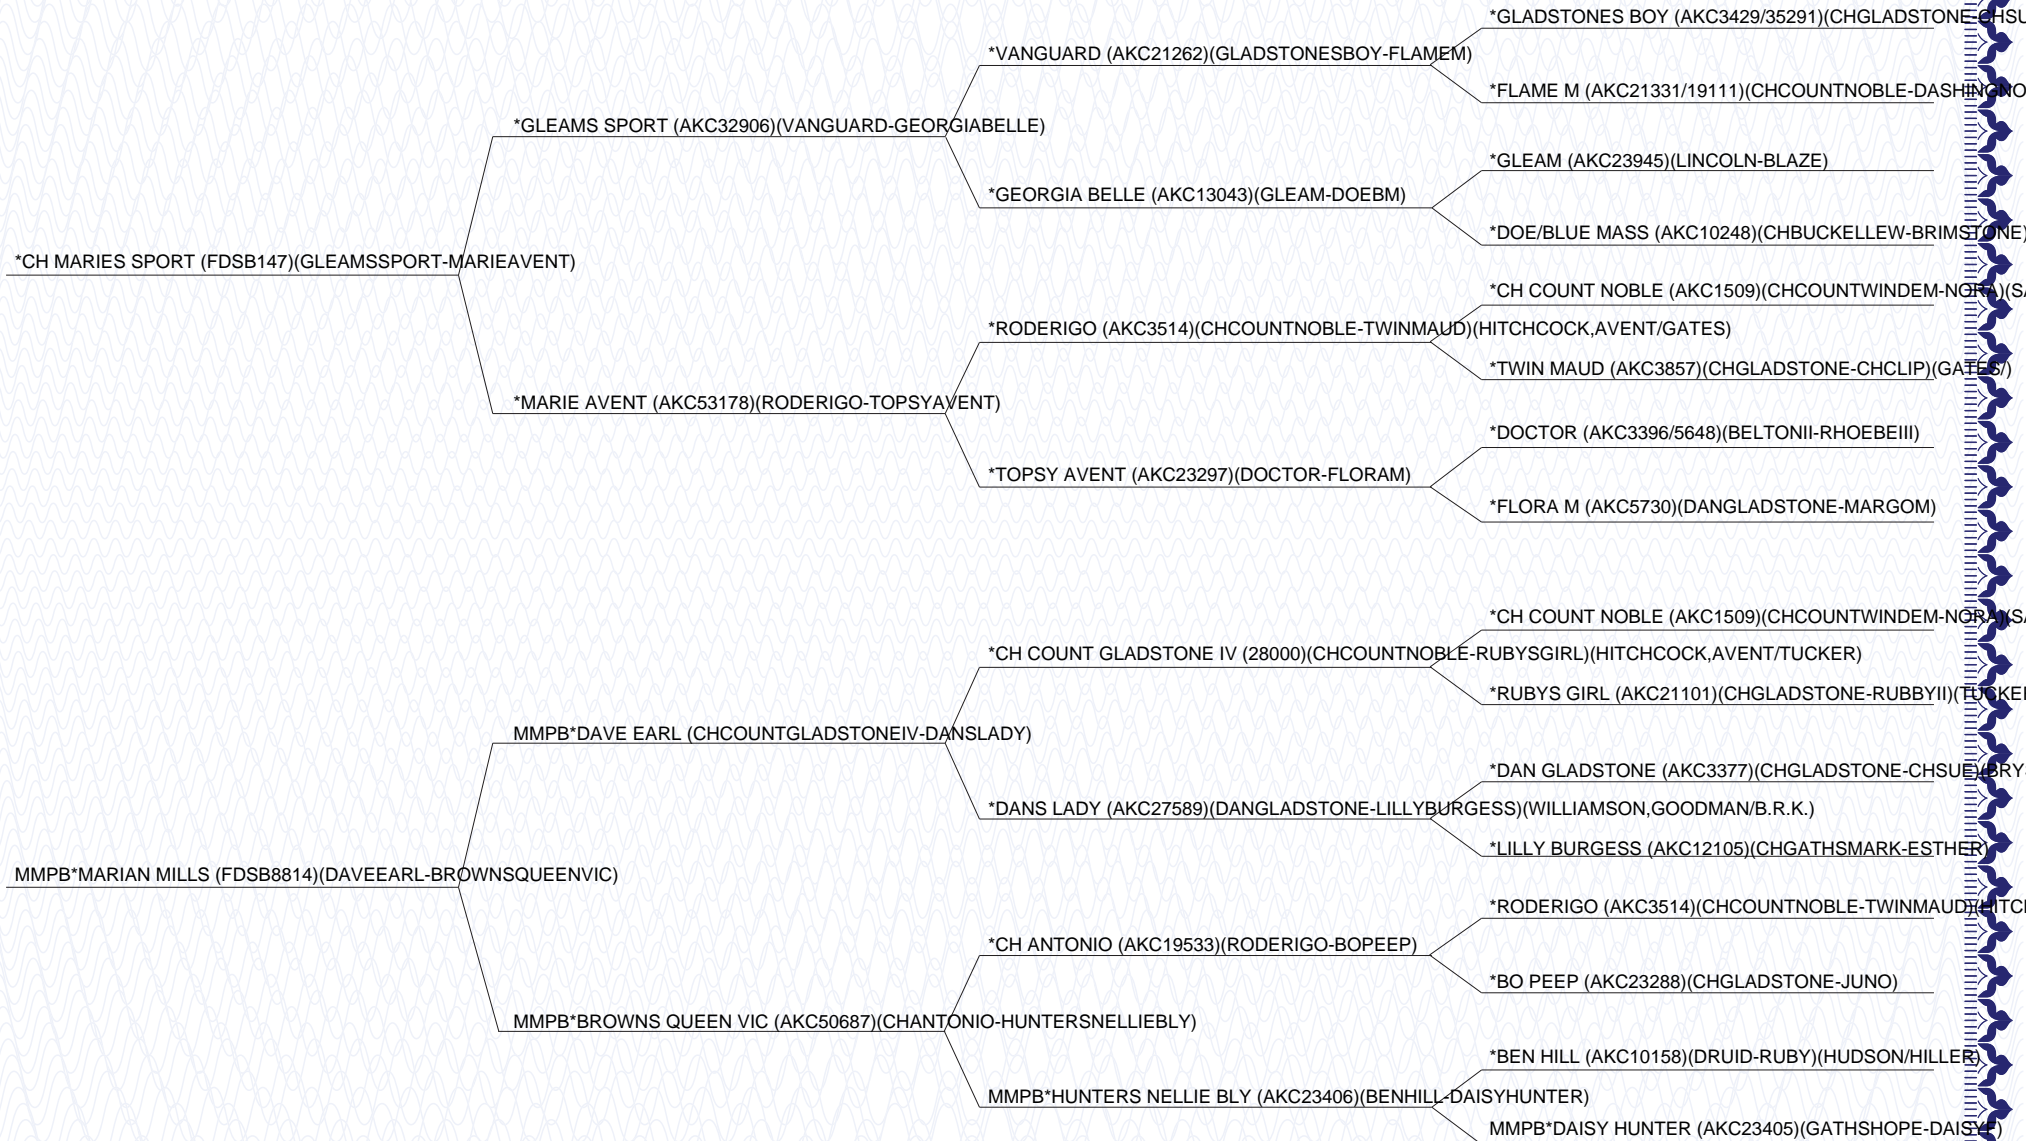 *GLADSTONES BOY (AKC3429/35291)(CHGLADSTONE-CHSU
*VANGUARD (AKC21262)(GLADSTONESBOY-FLAMEM)
*FLAME M (AKC21331/19111)(CHCOUNTNOBLE-DASHINGNO
*GLEAMS SPORT (AKC32906)(VANGUARD-GEORGIABELLE)
*GLEAM (AKC23945)(LINCOLN-BLAZE)
*GEORGIA BELLE (AKC13043)(GLEAM-DOEBM)
*DOE/BLUE MASS (AKC10248)(CHBUCKELLEW-BRIMSTONE)
*CH MARIES SPORT (FDSB147)(GLEAMSSPORT-MARIEAVENT)
*CH COUNT NOBLE (AKC1509)(CHCOUNTWINDEM-NORA)(SA
*RODERIGO (AKC3514)(CHCOUNTNOBLE-TWINMAUD)(HITCHCOCK,AVENT/GATES)
*TWIN MAUD (AKC3857)(CHGLADSTONE-CHCLIP)(GATES/)
*MARIE AVENT (AKC53178)(RODERIGO-TOPSYAVENT)
*DOCTOR (AKC3396/5648)(BELTONII-RHOEBEIII)
*TOPSY AVENT (AKC23297)(DOCTOR-FLORAM)
*FLORA M (AKC5730)(DANGLADSTONE-MARGOM)
*CH COUNT NOBLE (AKC1509)(CHCOUNTWINDEM-NORA)(SA
*CH COUNT GLADSTONE IV (28000)(CHCOUNTNOBLE-RUBYSGIRL)(HITCHCOCK,AVENT/TUCKER)
*RUBYS GIRL (AKC21101)(CHGLADSTONE-RUBBYII)(TUCKE
MMPB*DAVE EARL (CHCOUNTGLADSTONEIV-DANSLADY)
*DAN GLADSTONE (AKC3377)(CHGLADSTONE-CHSUE)(BRY
*DANS LADY (AKC27589)(DANGLADSTONE-LILLYBURGESS)(WILLIAMSON,GOODMAN/B.R.K.)
*LILLY BURGESS (AKC12105)(CHGATHSMARK-ESTHER)
MMPB*MARIAN MILLS (FDSB8814)(DAVEEARL-BROWNSQUEENVIC)
*RODERIGO (AKC3514)(CHCOUNTNOBLE-TWINMAUD)(HITC
*CH ANTONIO (AKC19533)(RODERIGO-BOPEEP)
*BO PEEP (AKC23288)(CHGLADSTONE-JUNO)
MMPB*BROWNS QUEEN VIC (AKC50687)(CHANTONIO-HUNTERSNELLIEBLY)
*BEN HILL (AKC10158)(DRUID-RUBY)(HUDSON/HILLER)
MMPB*HUNTERS NELLIE BLY (AKC23406)(BENHILL-DAISYHUNTER)
MMPB*DAISY HUNTER (AKC23405)(GATHSHOPE-DAISYF)